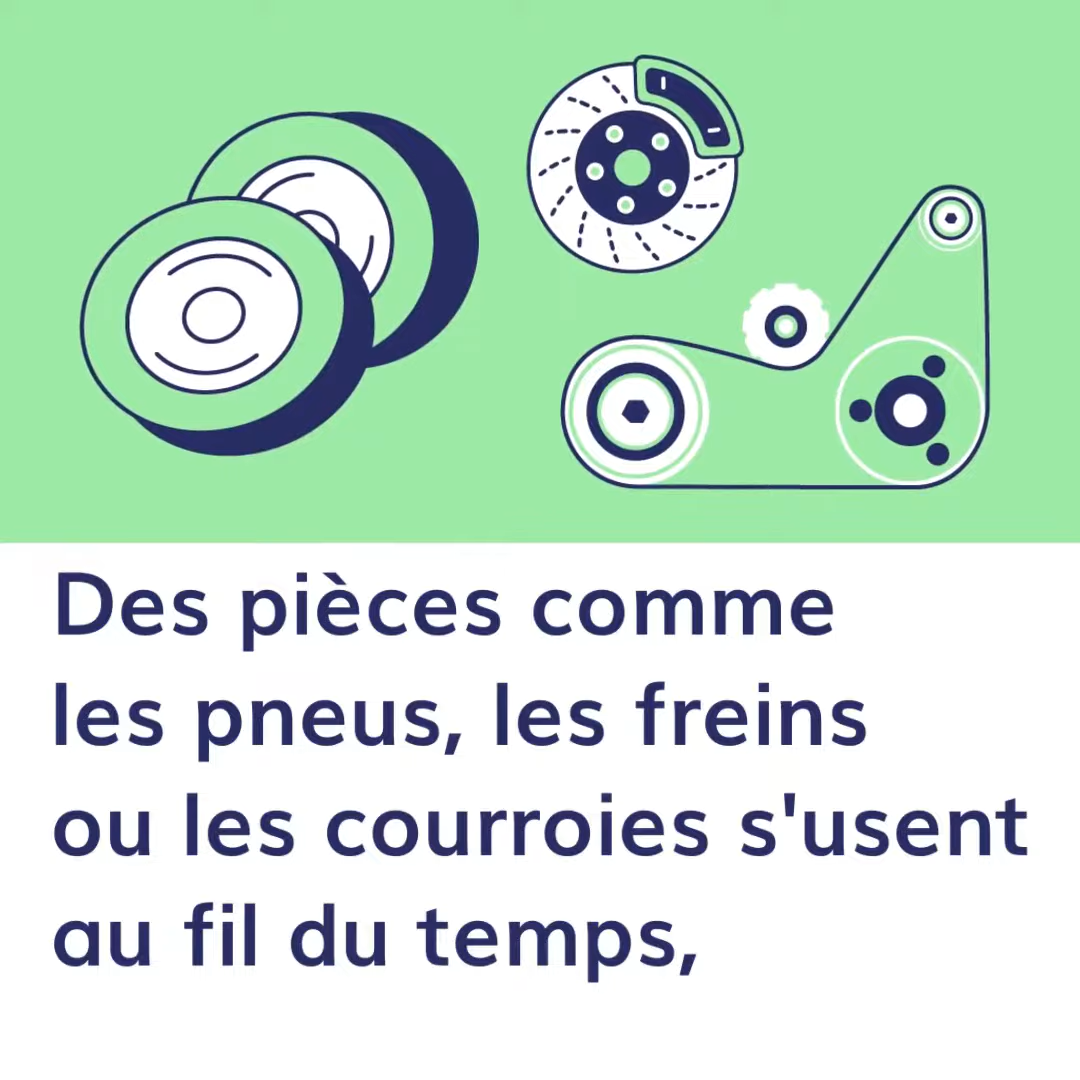 Des pièces comme
les pneus, les freins
ou les courroies s'usent
au fil du temps,